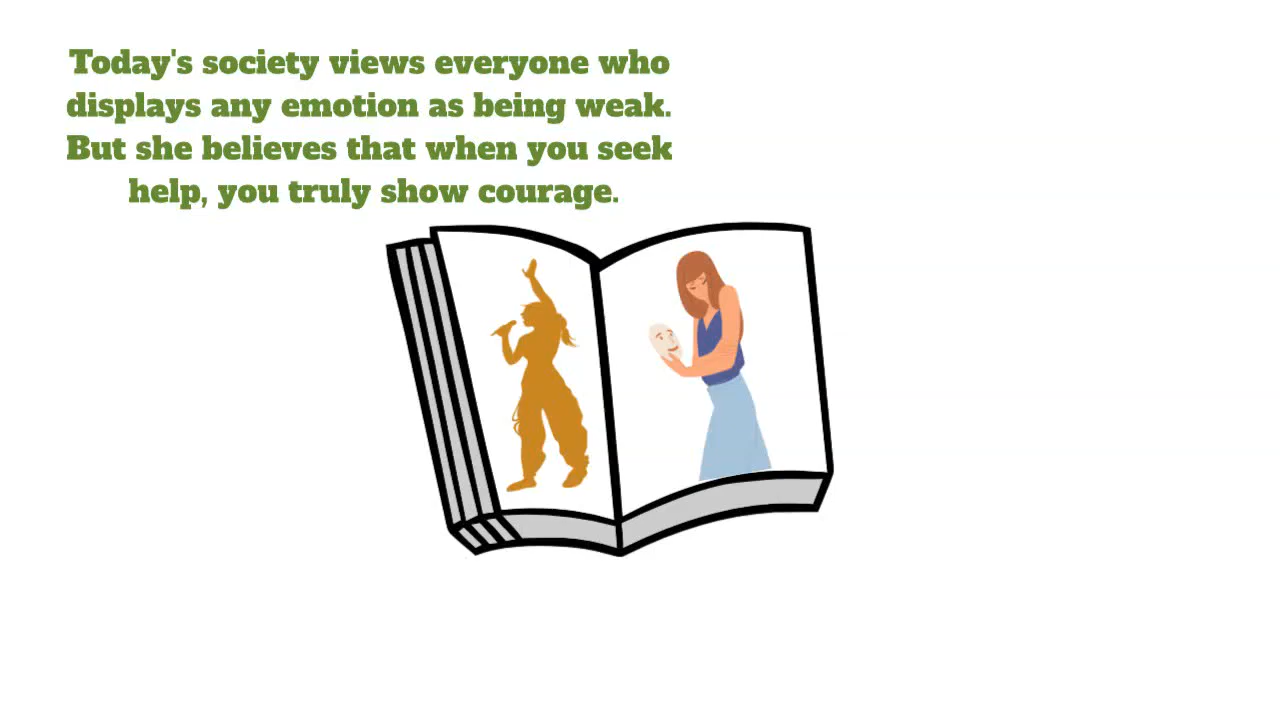 Today's society views everyone who
displays any emotion as being weak.
But she believes that when you seek
help, you truly show courage.